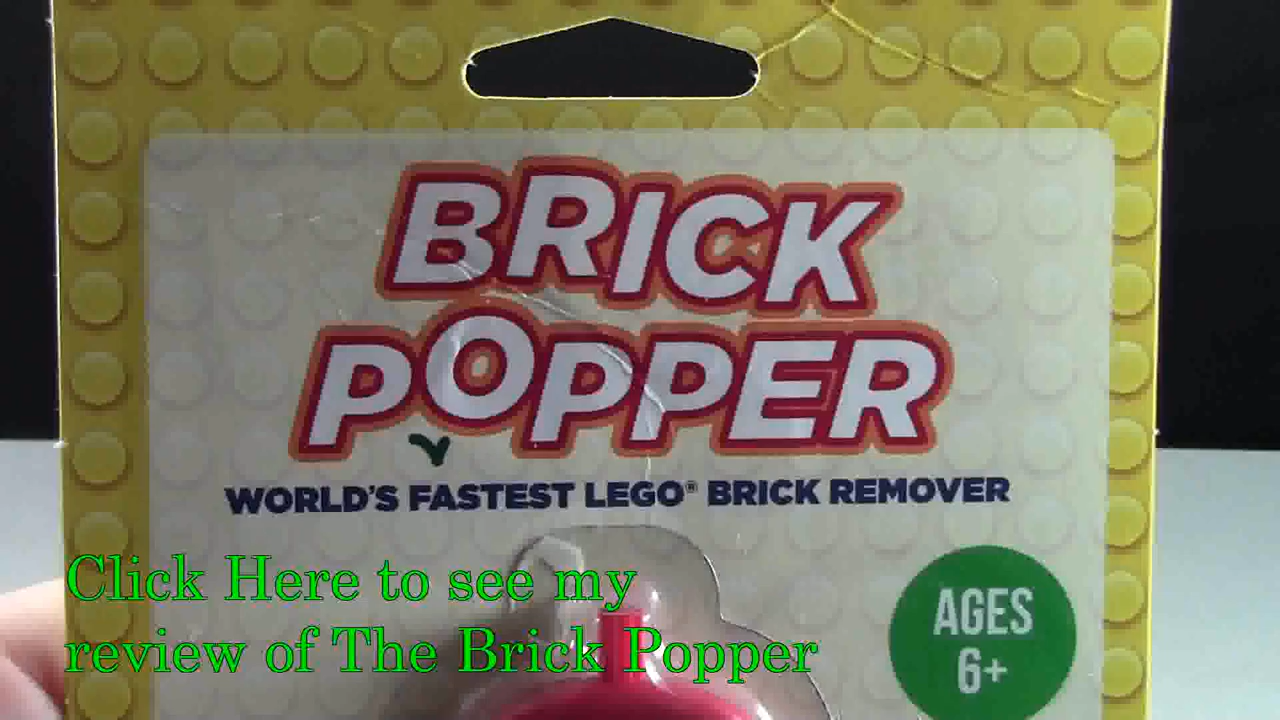 BRICK
POPPER
WORLD'S FASTEST LEGO® BRICK REMOVER
AGES
6+
Click Here to see my
review of The Brick Popper